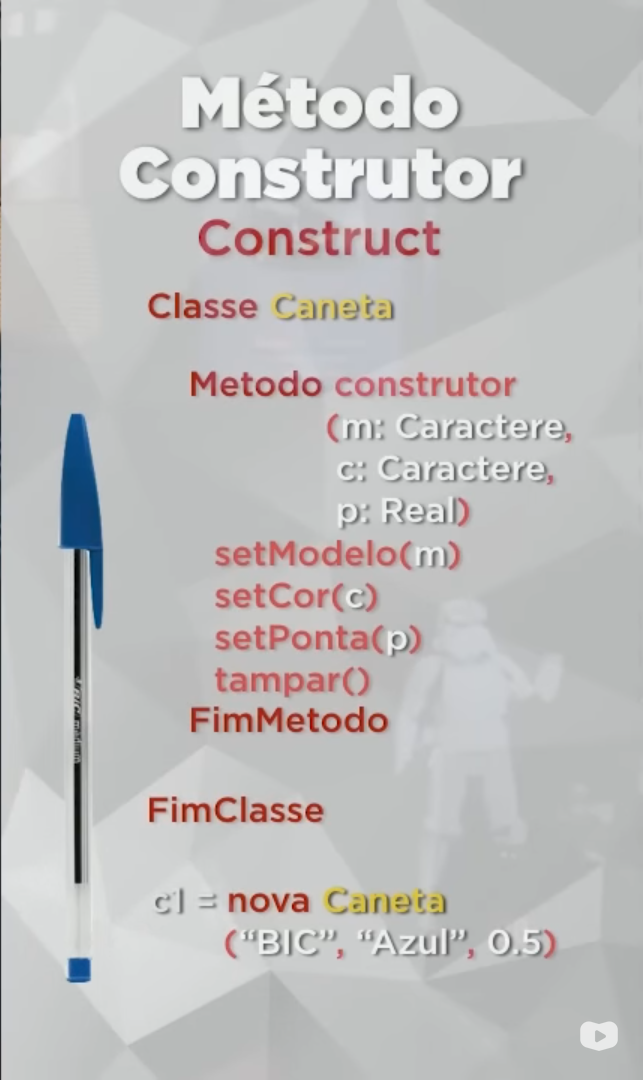 Método
Construtor
Construct
Classe Caneta
Metodo construtor
(m: Caractere,
c: Caractere,
p: Real)
setModelo(m)
setCor(c)
setPonta(p)
tampar()
FimMetodo
FimClasse
c1 = nova Caneta
(“BIC”, “Azul”, 0.5)